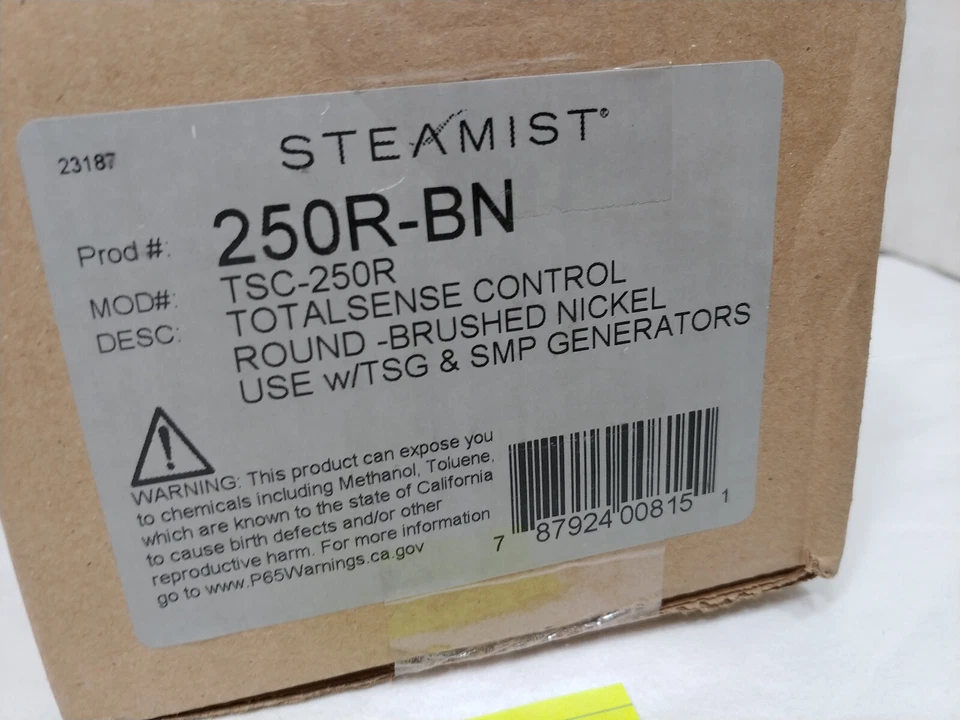 STEAMIST®
23187
Prod #: 250R-BN
MOD#: TSC-250R
DESC: TOTALSENSE CONTROL
ROUND -BRUSHED NICKEL
USE w/TSG & SMP GENERATORS
WARNING: This product can expose you
to chemicals including Methanol, Toluene,
which are known to the state of California
to cause birth defects and/or other
reproductive harm. For more information
go to www.P65Warnings.ca.gov
7 87924 00815 1